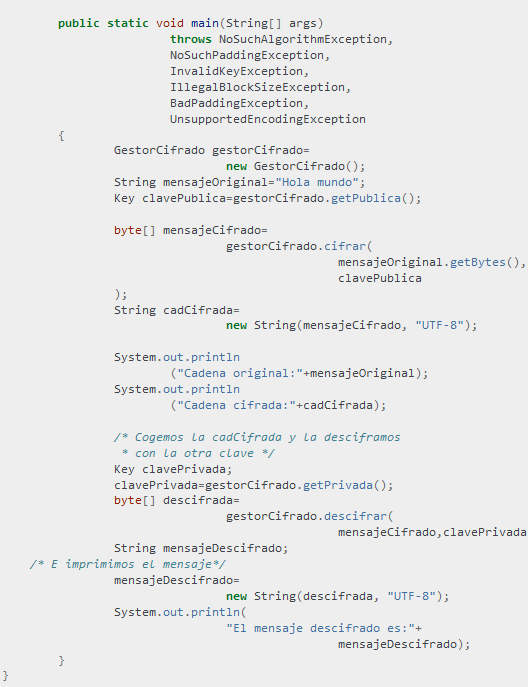 public static void main(String[] args)
throws NoSuchAlgorithmException,
NoSuchPaddingException,
InvalidKeyException,
IllegalBlockSizeException,
BadPaddingException,
UnsupportedEncodingException
{
GestorCifrado gestorCifrado=
new GestorCifrado();
String mensajeOriginal="Hola mundo";
Key clavePublica=gestorCifrado.getPublica();
byte[] mensajeCifrado=
gestorCifrado.cifrar(
mensajeOriginal.getBytes(),
clavePublica
);
String cadCifrada=
new String(mensajeCifrado, "UTF-8");
System.out.println
("Cadena original:"+mensajeOriginal);
System.out.println
("Cadena cifrada:"+cadCifrada);
/* Cogemos la cadCifrada y la desciframos
* con la otra clave */
Key clavePrivada;
clavePrivada=gestorCifrado.getPrivada();
byte[] descifrada=
gestorCifrado.descifrar(
mensajeCifrado,clavePrivada
String mensajeDescifrado;
/* E imprimimos el mensaje*/
mensajeDescifrado=
new String(descifrada, "UTF-8");
System.out.println(
"El mensaje descifrado es:"+
mensajeDescifrado);
}
}